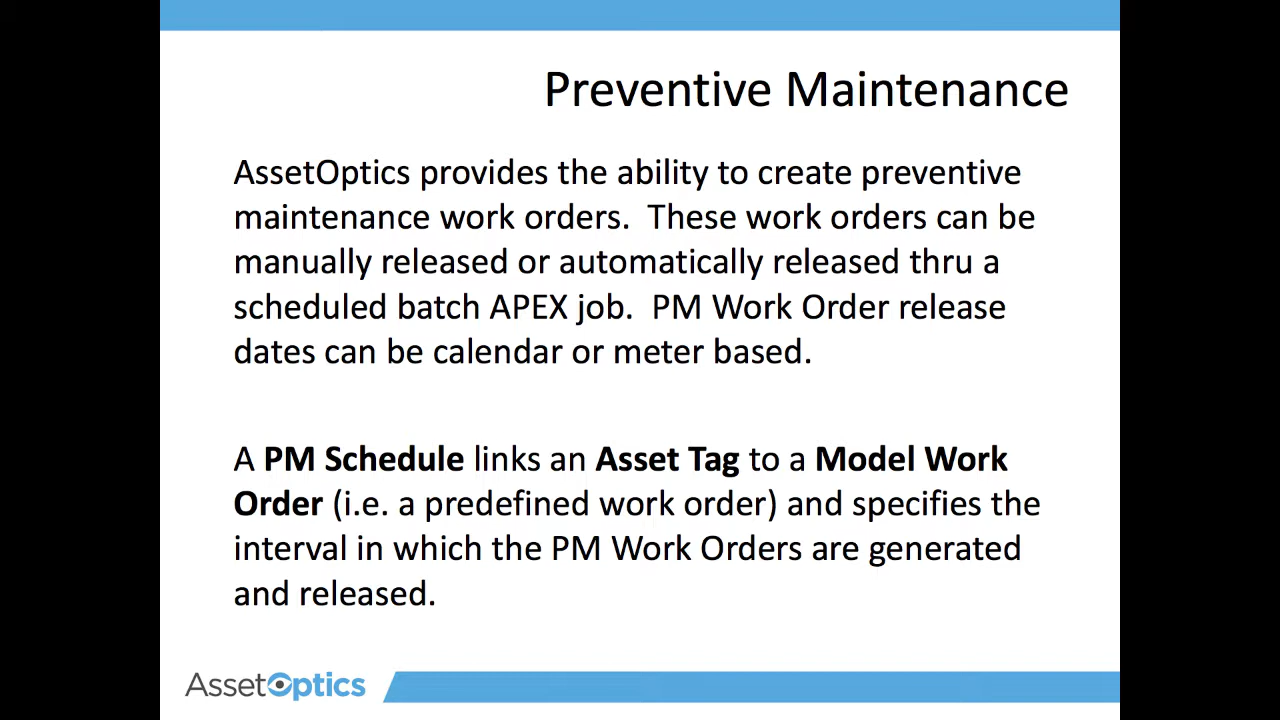 Preventive Maintenance
AssetOptics provides the ability to create preventive
maintenance work orders.  These work orders can be
manually released or automatically released thru a
scheduled batch APEX job.  PM Work Order release
dates can be calendar or meter based.
A PM Schedule links an Asset Tag to a Model Work
Order (i.e. a predefined work order) and specifies the
interval in which the PM Work Orders are generated
and released.
AssetOptics